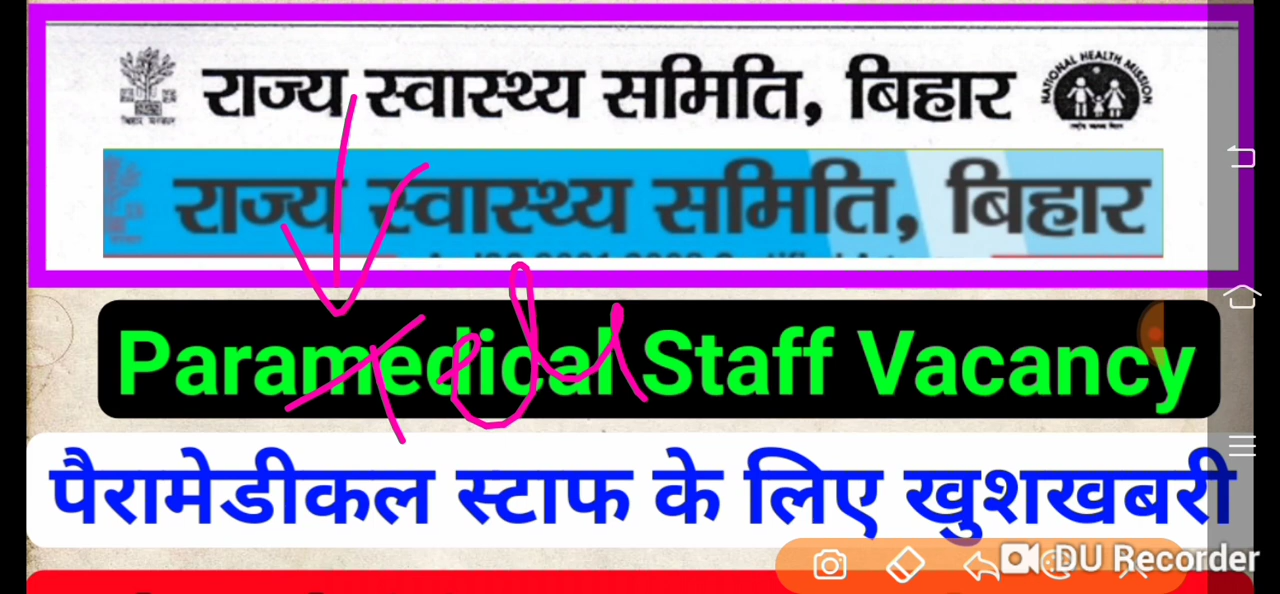 राज्य स्वास्थ्य समिति, बिहार
NATIONAL HEALTH MISSION
राज्य स्वास्थ्य समिति, बिहार
Paramedical Staff Vacancy
पैरामेडीकल स्टाफ के लिए खुशखबरी
DU Recorder